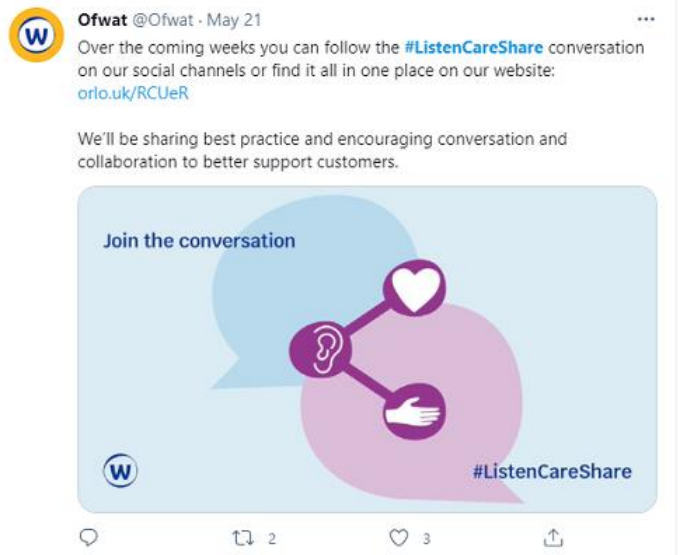 Ofwat @Ofwat · May 21
Over the coming weeks you can follow the #ListenCareShare conversation
on our social channels or find it all in one place on our website:
orlo.uk/RCUeR
We'll be sharing best practice and encouraging conversation and
collaboration to better support customers.
Join the conversation
W
#ListenCareShare
2 3